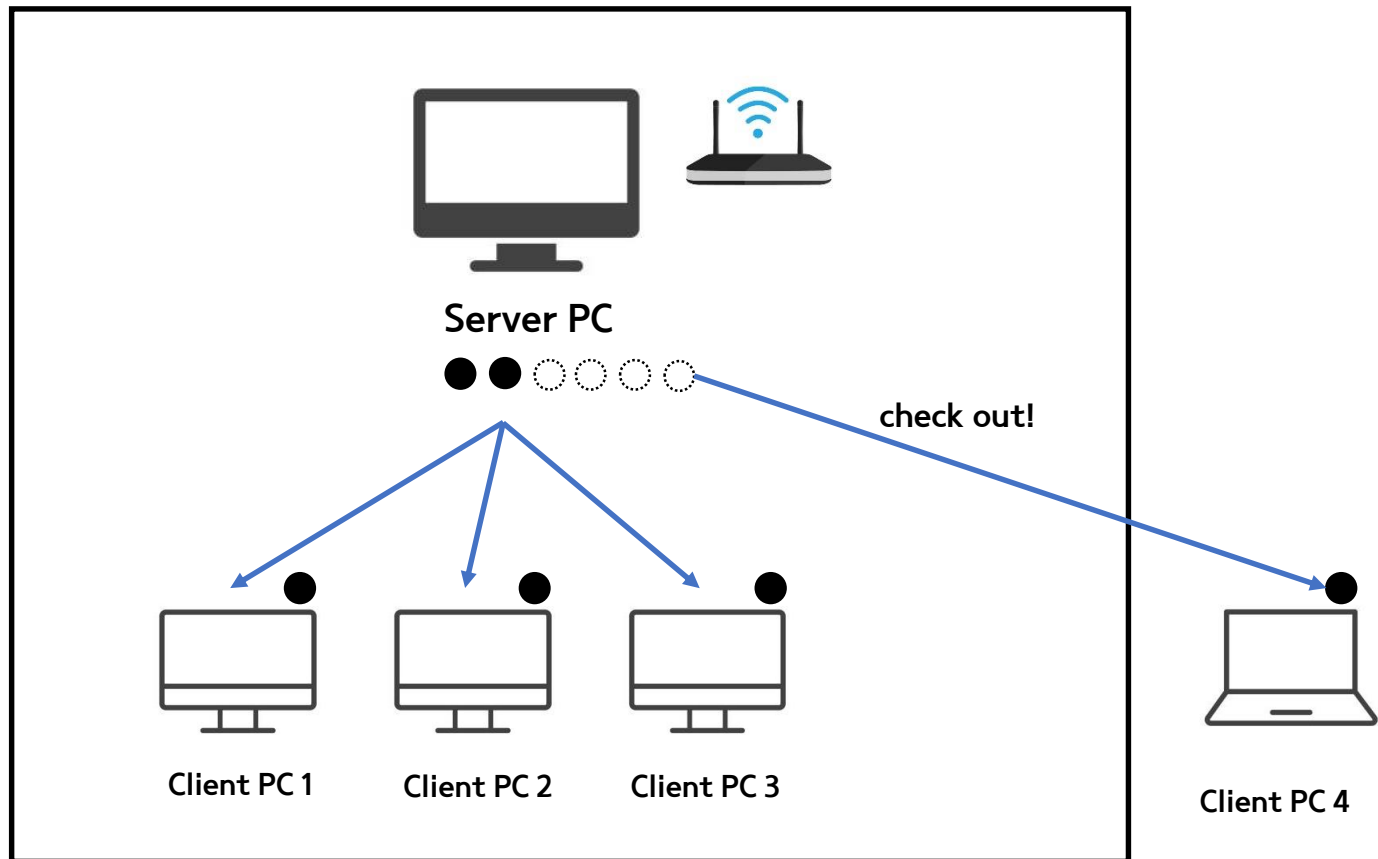 Server PC
check out!
Client PC 1
Client PC 2
Client PC 3
Client PC 4